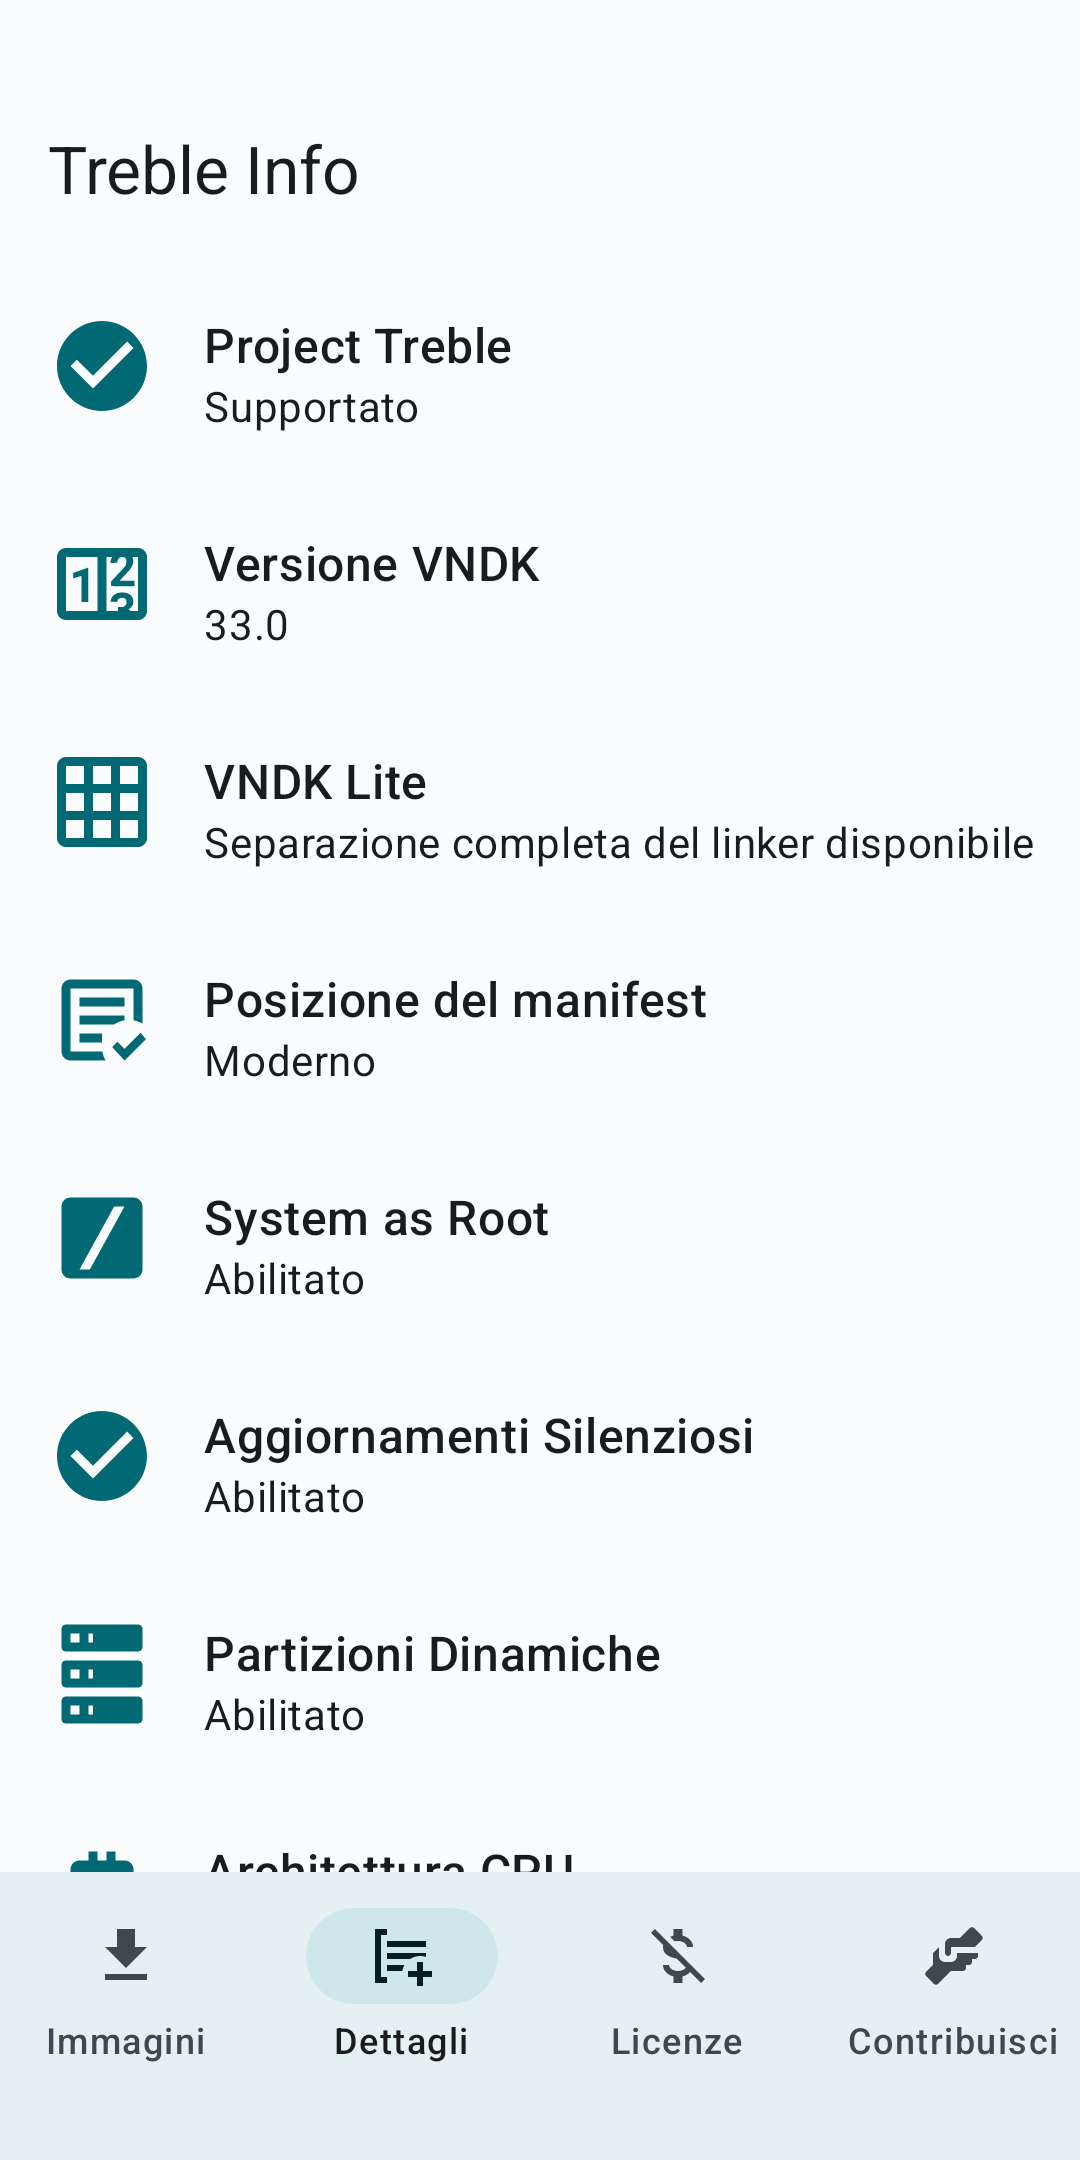 Treble Info
Project Treble
Supportato
Versione VNDK
33.0
VNDK Lite
Separazione completa del linker disponibile
Posizione del manifest
Moderno
System as Root
Abilitato
Aggiornamenti Silenziosi
Abilitato
Partizioni Dinamiche
Abilitato
Architettura CPU
Immagini
Dettagli
Licenze
Contribuisci